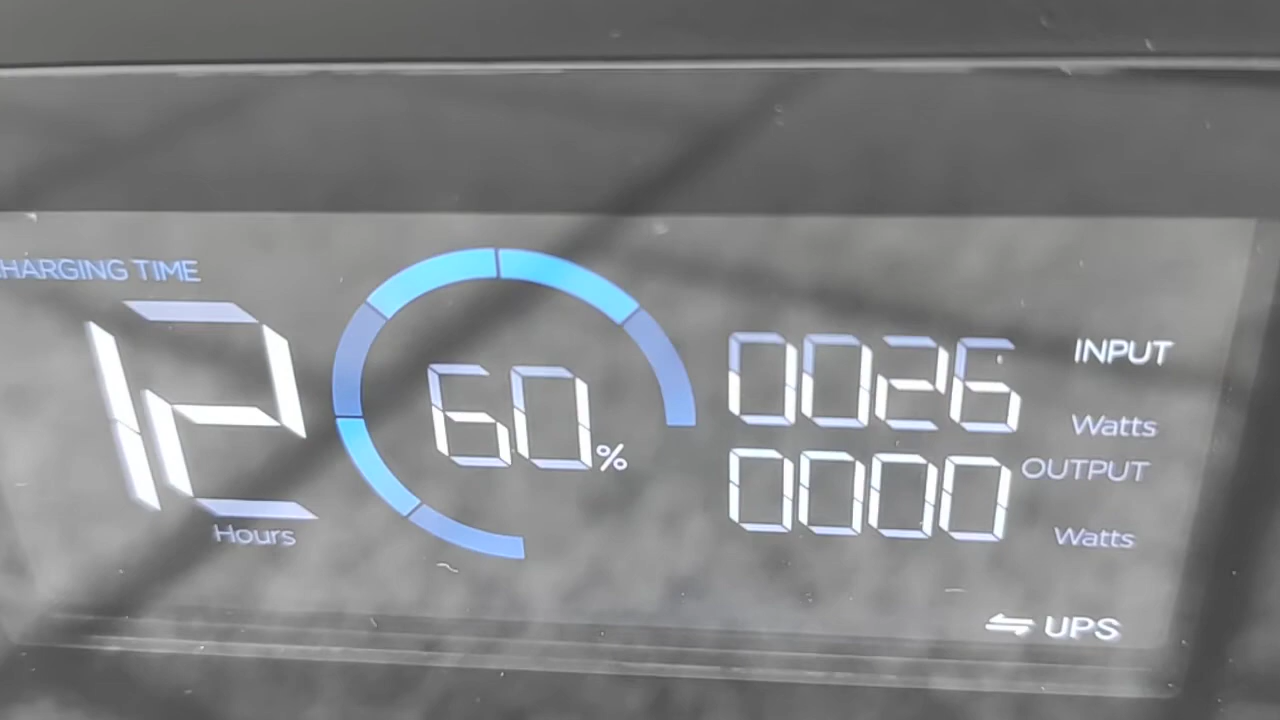 HARGING TIME
12
Hours
60%
0026 INPUT
Watts
0000 OUTPUT
Watts
⇋ UPS